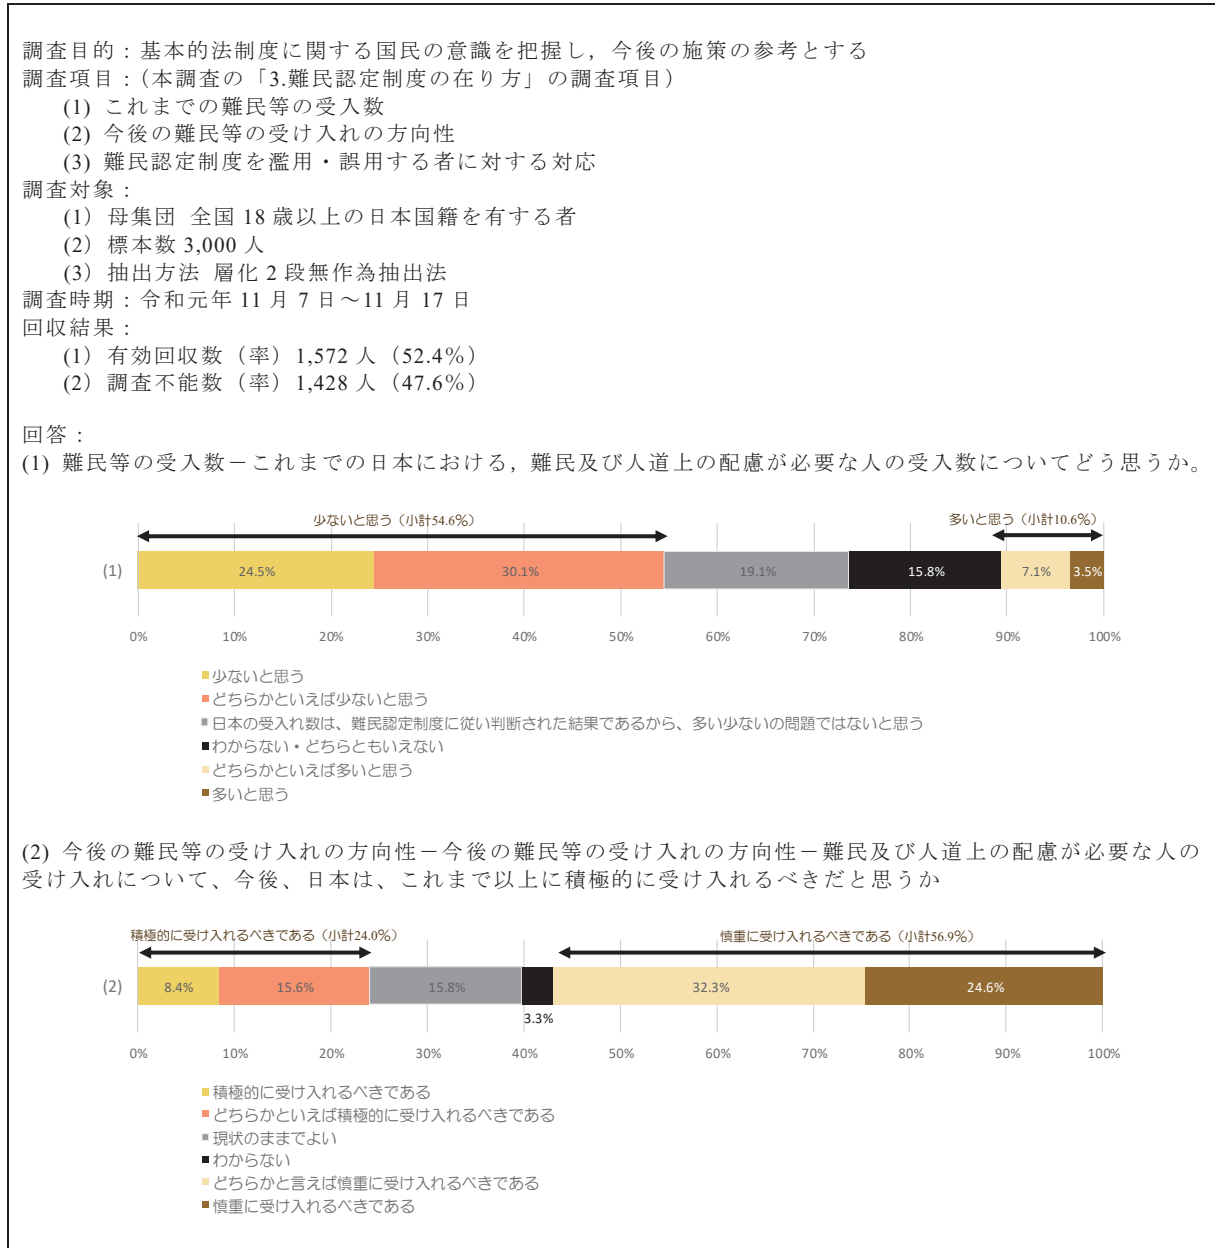 調査目的：基本的法制度に関する国民の意識を把握し，今後の施策の参考とする
調査項目：（本調査の「3.難民認定制度の在り方」の調査項目）
(1) これまでの難民等の受入数
(2) 今後の難民等の受け入れの方向性
(3) 難民認定制度を濫用・誤用する者に対する対応
調査対象：
(1) 母集団 全国 18 歳以上の日本国籍を有する者
(2) 標本数 3,000 人
(3) 抽出方法 層化 2 段無作為抽出法
調査時期：令和元年 11 月 7 日～11 月 17 日
回収結果：
(1) 有効回収数（率）1,572 人（52.4%）
(2) 調査不能数（率）1,428 人（47.6%）
回答：
(1) 難民等の受入数－これまでの日本における，難民及び人道上の配慮が必要な人の受入数についてどう思うか。
少ないと思う（小計54.6%） 多いと思う（小計10.6%）
(1) 24.5% 30.1% 19.1% 15.8% 7.1% 3.5%
0% 10% 20% 30% 40% 50% 60% 70% 80% 90% 100%
少ないと思う
どちらかといえば少ないと思う
日本の受入れ数は、難民認定制度に従い判断された結果であるから、多い少ないの問題ではないと思う
わからない・どちらともいえない
どちらかといえば多いと思う
多いと思う
(2) 今後の難民等の受け入れの方向性－今後の難民等の受け入れの方向性－難民及び人道上の配慮が必要な人の
受け入れについて、今後、日本は、これまで以上に積極的に受け入れるべきだと思うか
積極的に受け入れるべきである（小計24.0%） 慎重に受け入れるべきである（小計56.9%）
(2) 8.4% 15.6% 15.8% 3.3% 32.3% 24.6%
0% 10% 20% 30% 40% 50% 60% 70% 80% 90% 100%
積極的に受け入れるべきである
どちらかといえば積極的に受け入れるべきである
現状のままでよい
わからない
どちらかと言えば慎重に受け入れるべきである
慎重に受け入れるべきである